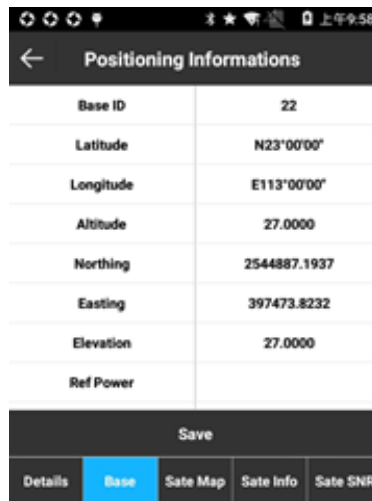 上午9:58
Positioning Informations
Base ID 22
Latitude N23°00'00"
Longitude E113°00'00"
Altitude 27.0000
Northing 2544887.1937
Easting 397473.8232
Elevation 27.0000
Ref Power
Save
Details Base Sate Map Sate Info Sate SNR